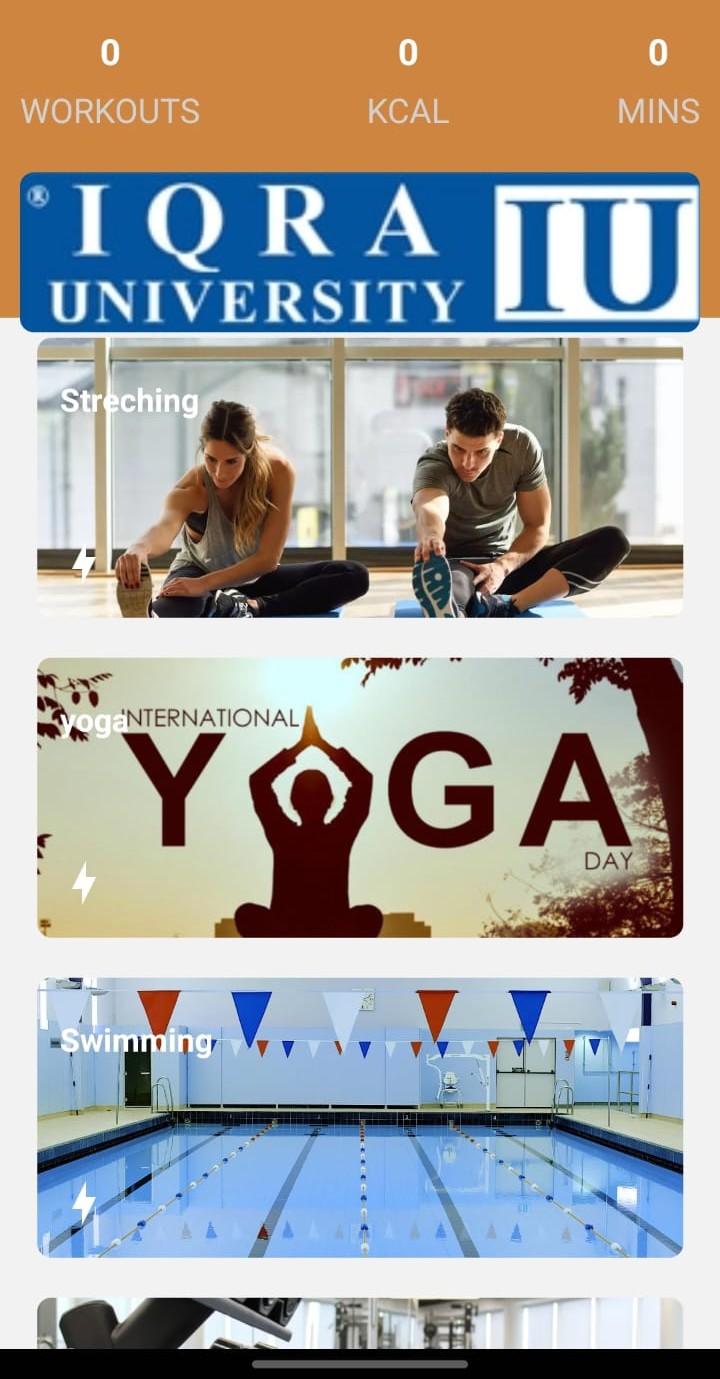 0 0 0
WORKOUTS KCAL MINS
® IQRA IU
UNIVERSITY
Streching
yoga
INTERNATIONAL
YOGA
DAY
Swimming